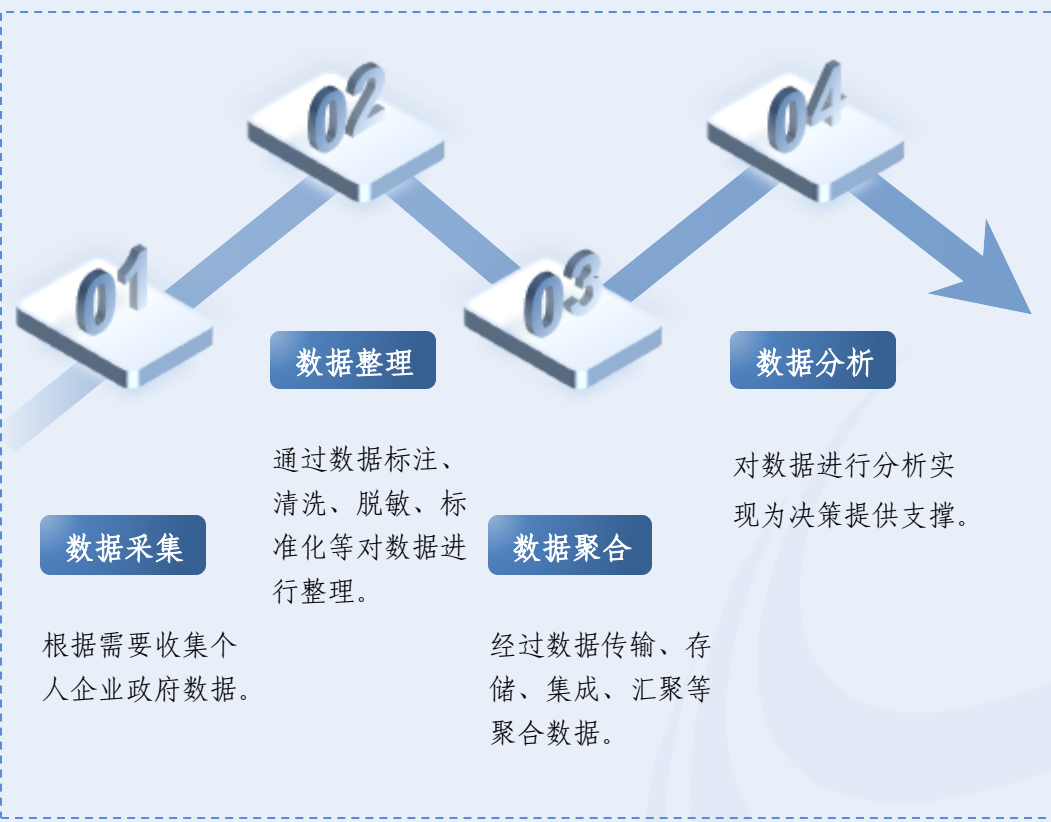 01
数据采集
根据需要收集个
人企业政府数据。
02
数据整理
通过数据标注、
清洗、脱敏、标
准化等对数据进
行整理。
03
数据聚合
经过数据传输、存
储、集成、汇聚等
聚合数据。
04
数据分析
对数据进行分析实
现为决策提供支撑。